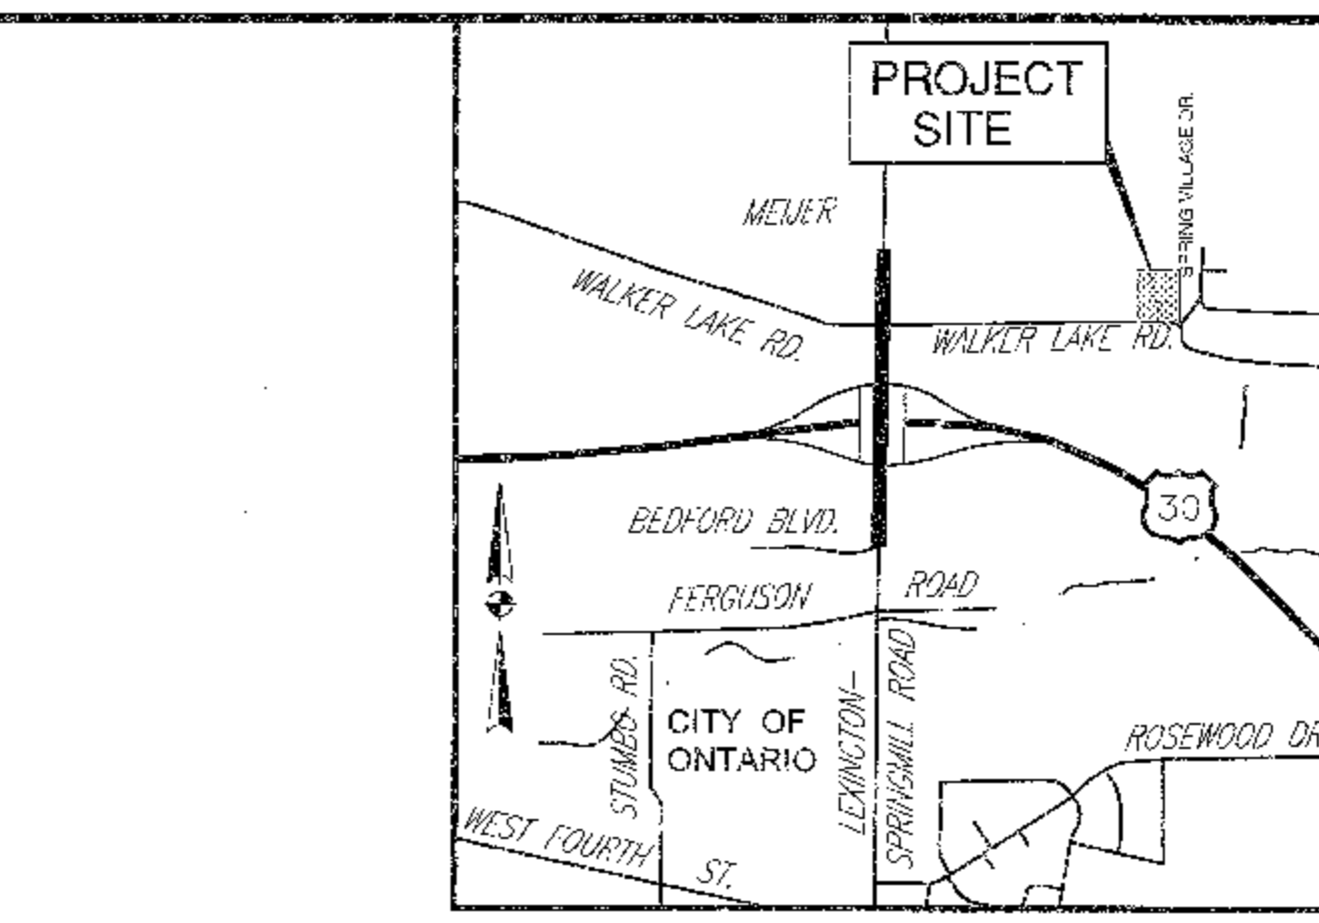 PROJECT
SITE
SPRING VILLAGE DR.
MEIJER
WALKER LAKE RD.
WALKER LAKE RD.
30
BEDFORD BLVD.
FERGUSON ROAD
STUMBO RD.
CITY OF
ONTARIO
LEXINGTON-
SPRINGMILL ROAD
ROSEWOOD DR
WEST FOURTH ST.